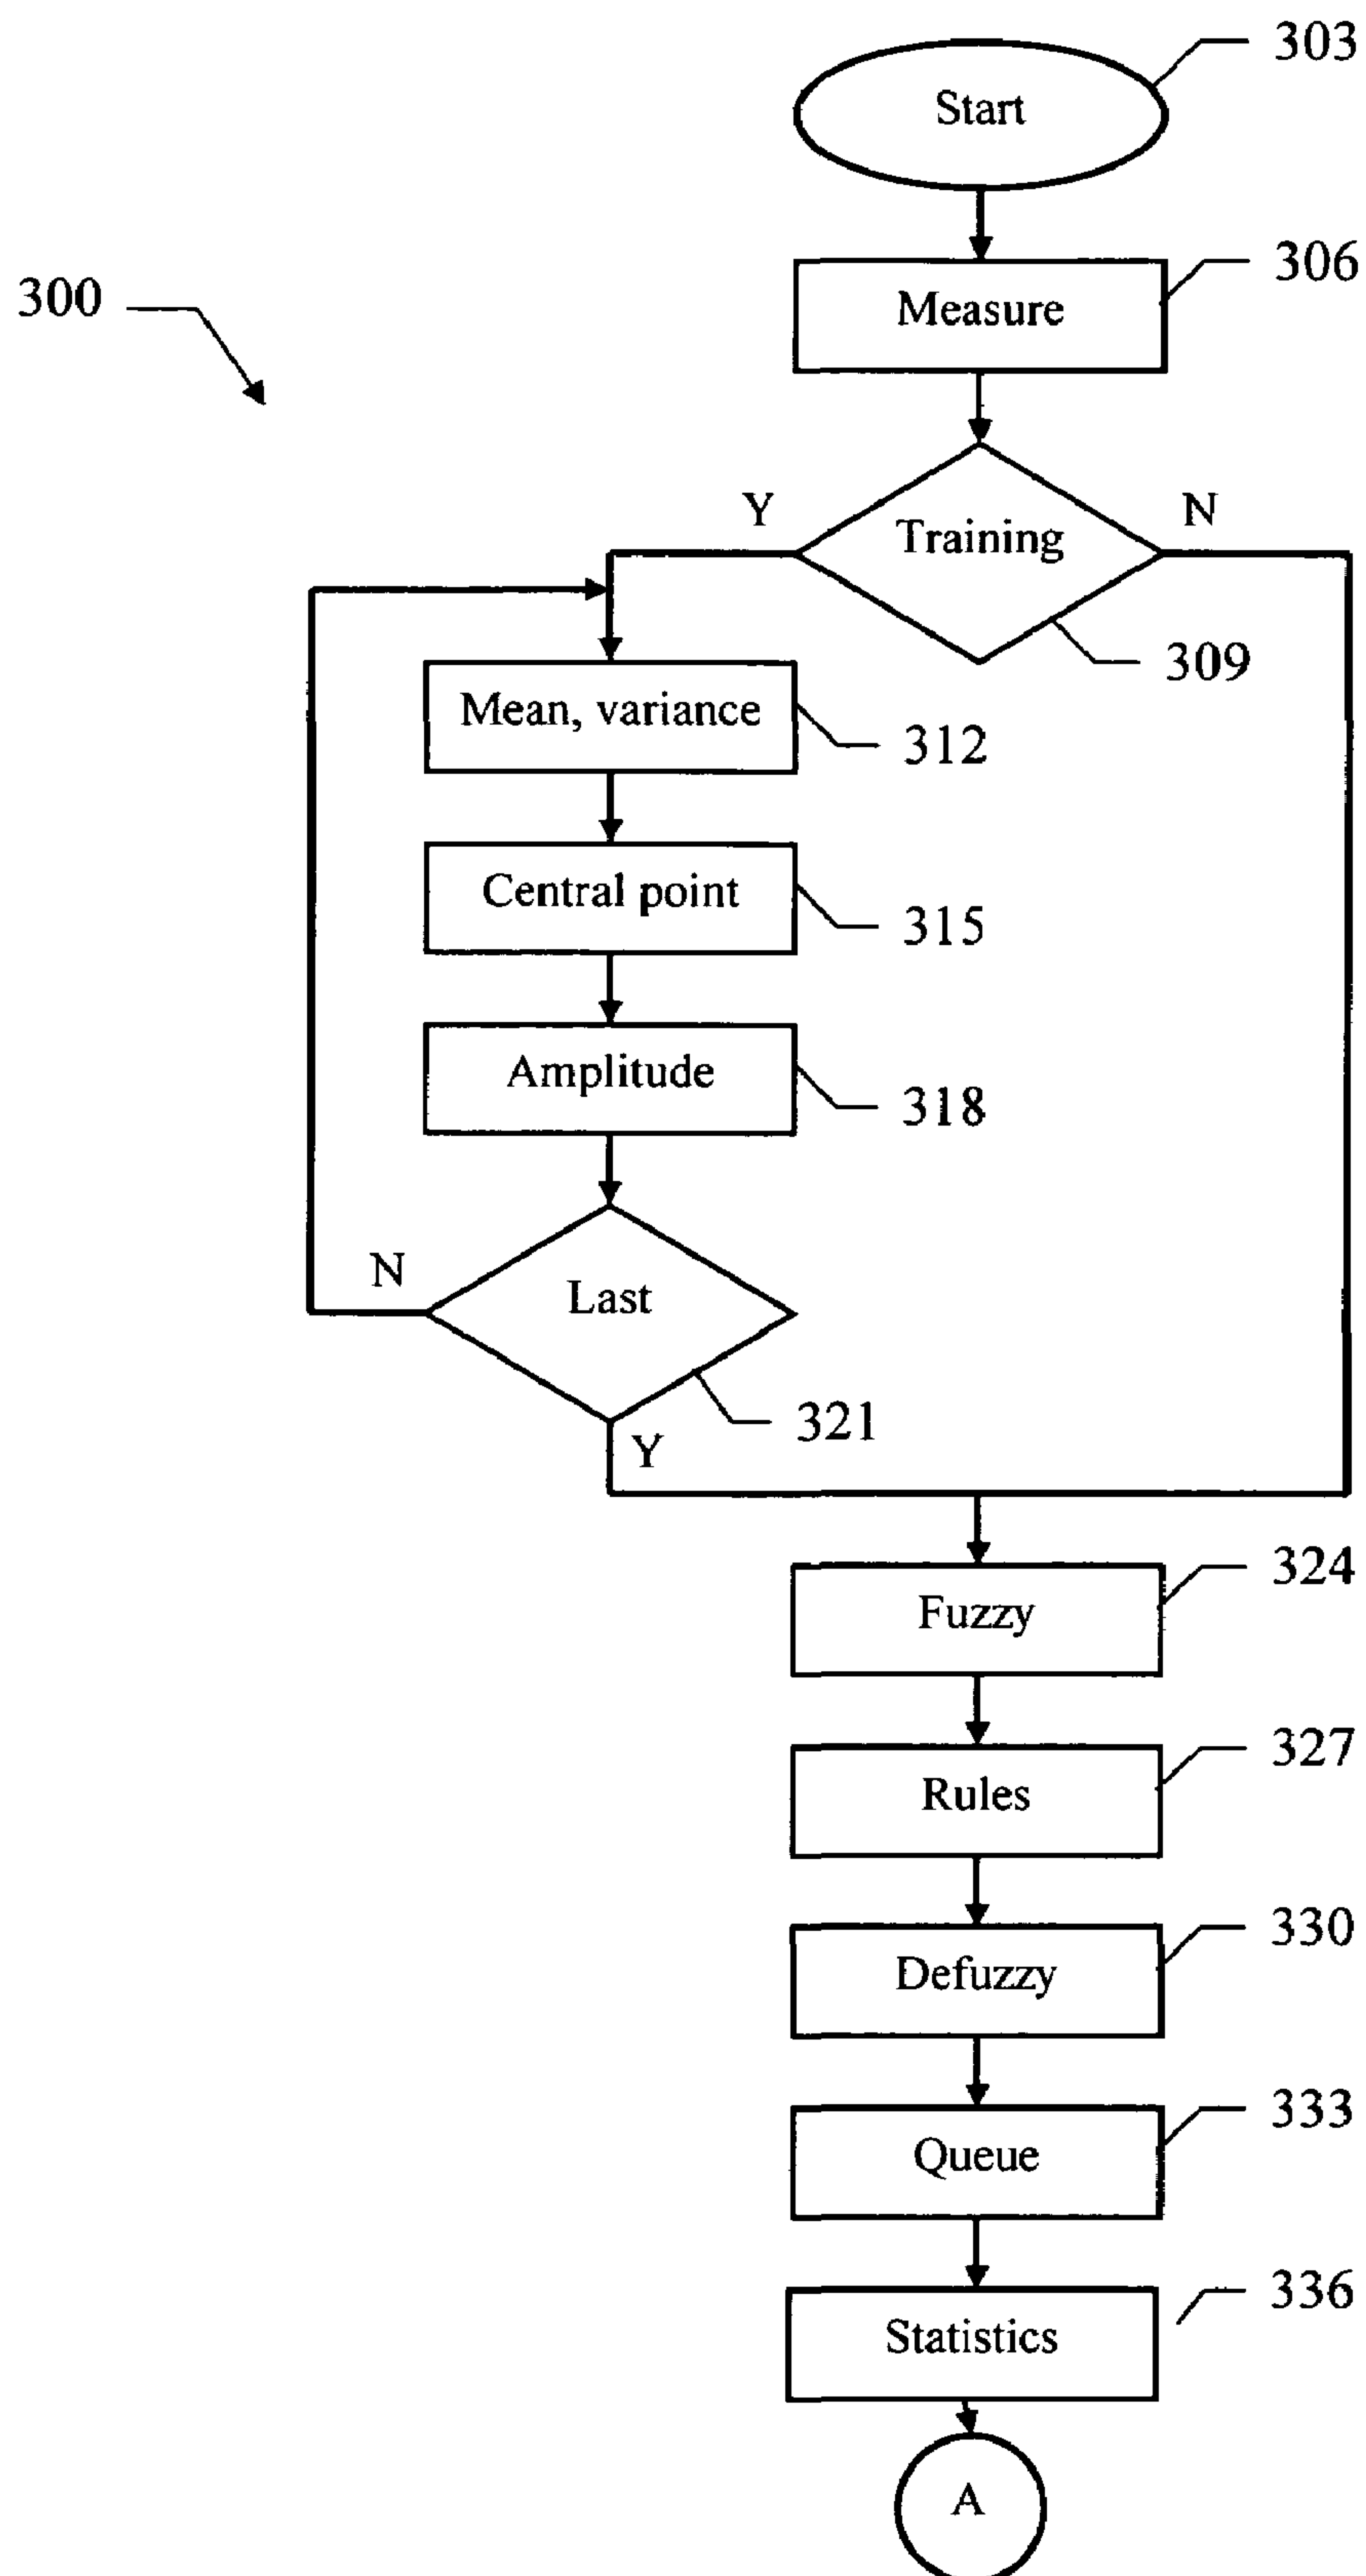 303
Start
306
300
Measure
Y
N
Training
309
Mean, variance
312
Central point
315
Amplitude
318
N
Last
321
Y
324
Fuzzy
327
Rules
330
Defuzzy
333
Queue
336
Statistics
A